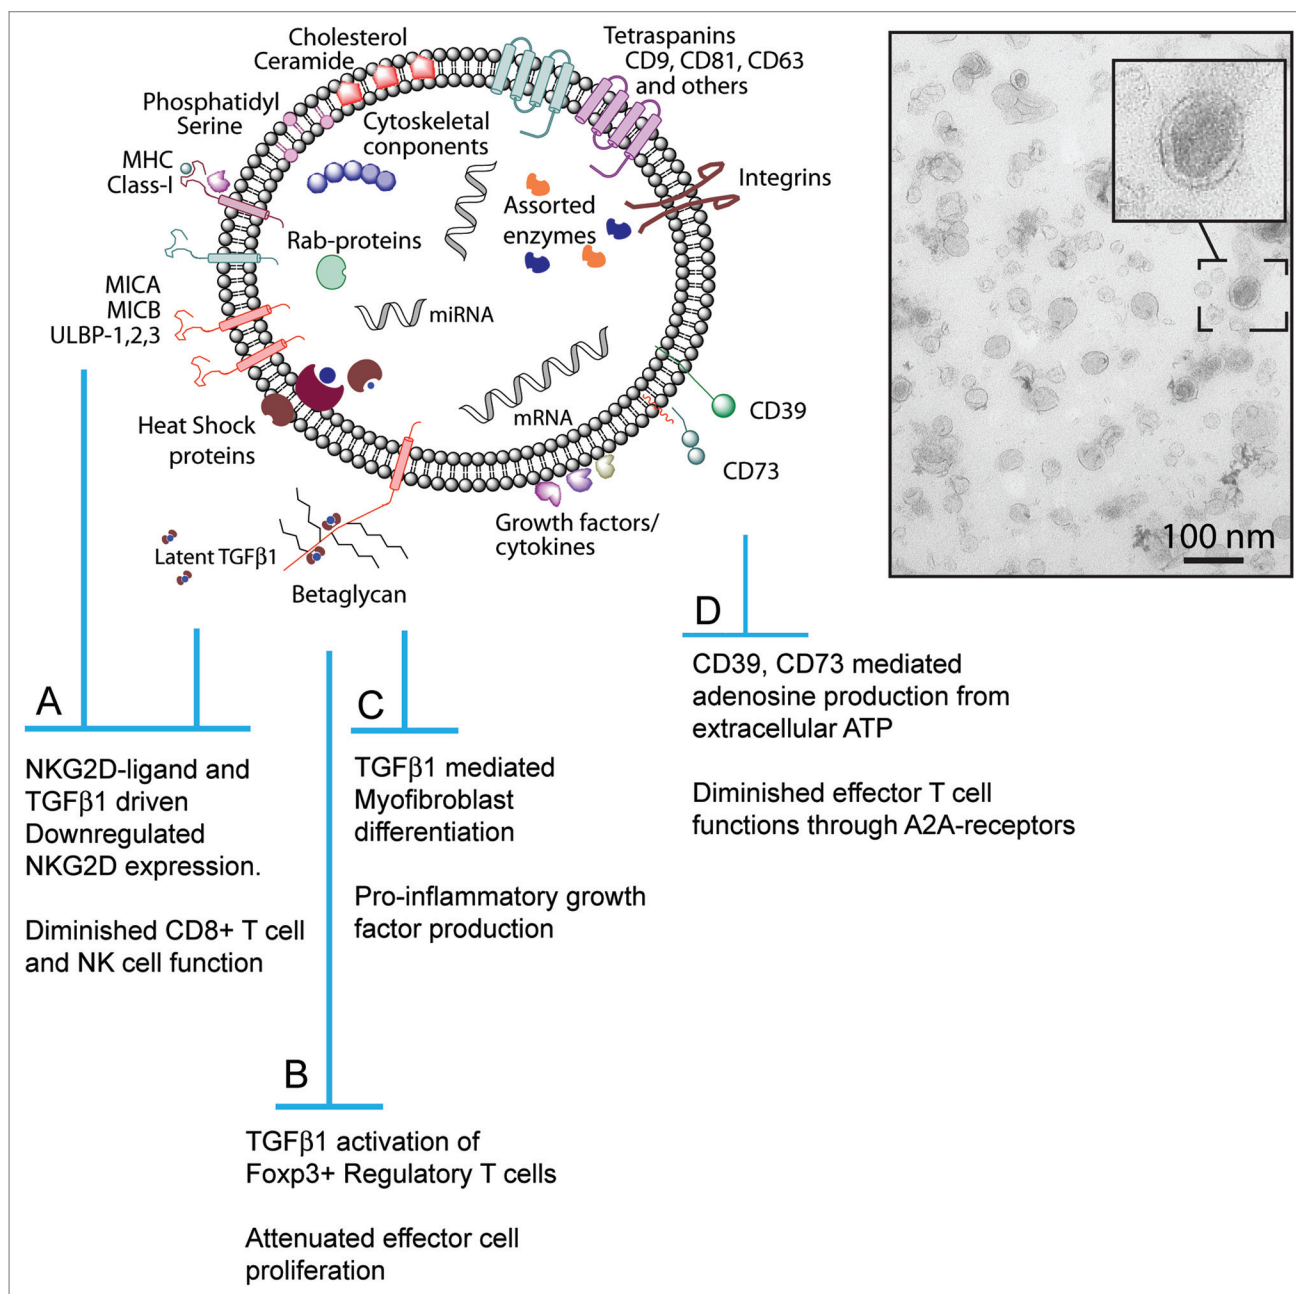 Cholesterol
Ceramide
Phosphatidyl
Serine
MHC
Class-I
MICA
MICB
ULBP-1,2,3
Heat Shock
proteins
Latent TGFβ1
Betaglycan
Cytoskeletal
conponents
Rab-proteins
miRNA
mRNA
Assorted
enzymes
Tetraspanins
CD9, CD81, CD63
and others
Integrins
CD39
CD73
Growth factors/
cytokines
100 nm
A
NKG2D-ligand and
TGFβ1 driven
Downregulated
NKG2D expression.
Diminished CD8+ T cell
and NK cell function
B
TGFβ1 activation of
Foxp3+ Regulatory T cells
Attenuated effector cell
proliferation
C
TGFβ1 mediated
Myofibroblast
differentiation
Pro-inflammatory growth
factor production
D
CD39, CD73 mediated
adenosine production from
extracellular ATP
Diminished effector T cell
functions through A2A-receptors